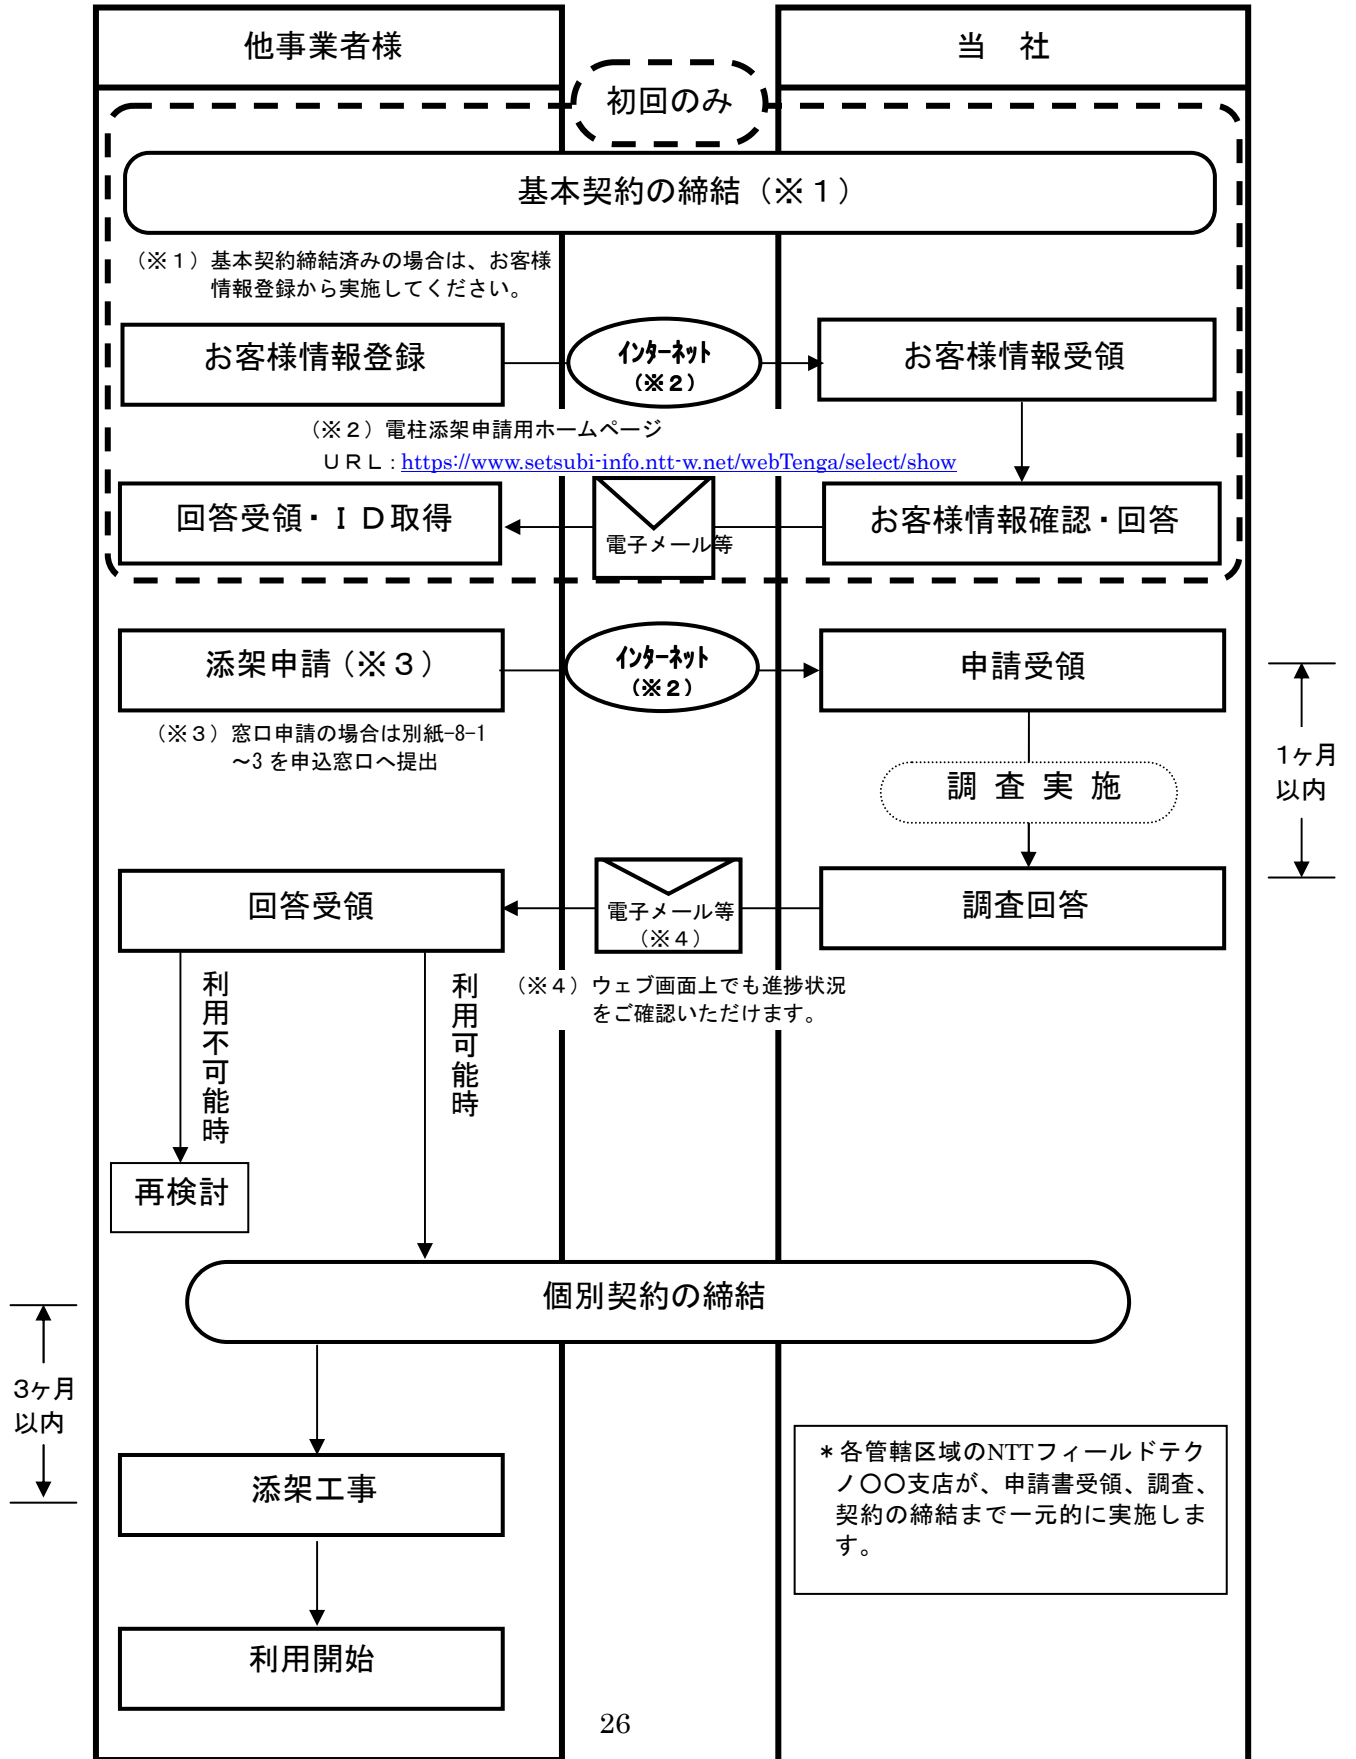 他事業者様
当　社
初回のみ
基本契約の締結（※１）
（※１）基本契約締結済みの場合は、お客様
情報登録から実施してください。
お客様情報登録
インターネット
（※２）
お客様情報受領
（※２）電柱添架申請用ホームページ
ＵＲＬ：https://www.setsubi-info.ntt-w.net/webTenga/select/show
回答受領・ＩＤ取得
電子メール等
お客様情報確認・回答
添架申請（※３）
インターネット
（※２）
申請受領
（※３）窓口申請の場合は別紙-8-1
～3 を申込窓口へ提出
1ヶ月
以内
調 査 実 施
回答受領
電子メール等
（※４）
調査回答
利用不可能時
利用可能時
（※４）ウェブ画面上でも進捗状況
をご確認いただけます。
再検討
個別契約の締結
3ヶ月
以内
添架工事
＊各管轄区域のNTTフィールドテク
ノ〇〇支店が、申請書受領、調査、
契約の締結まで一元的に実施しま
す。
利用開始
26